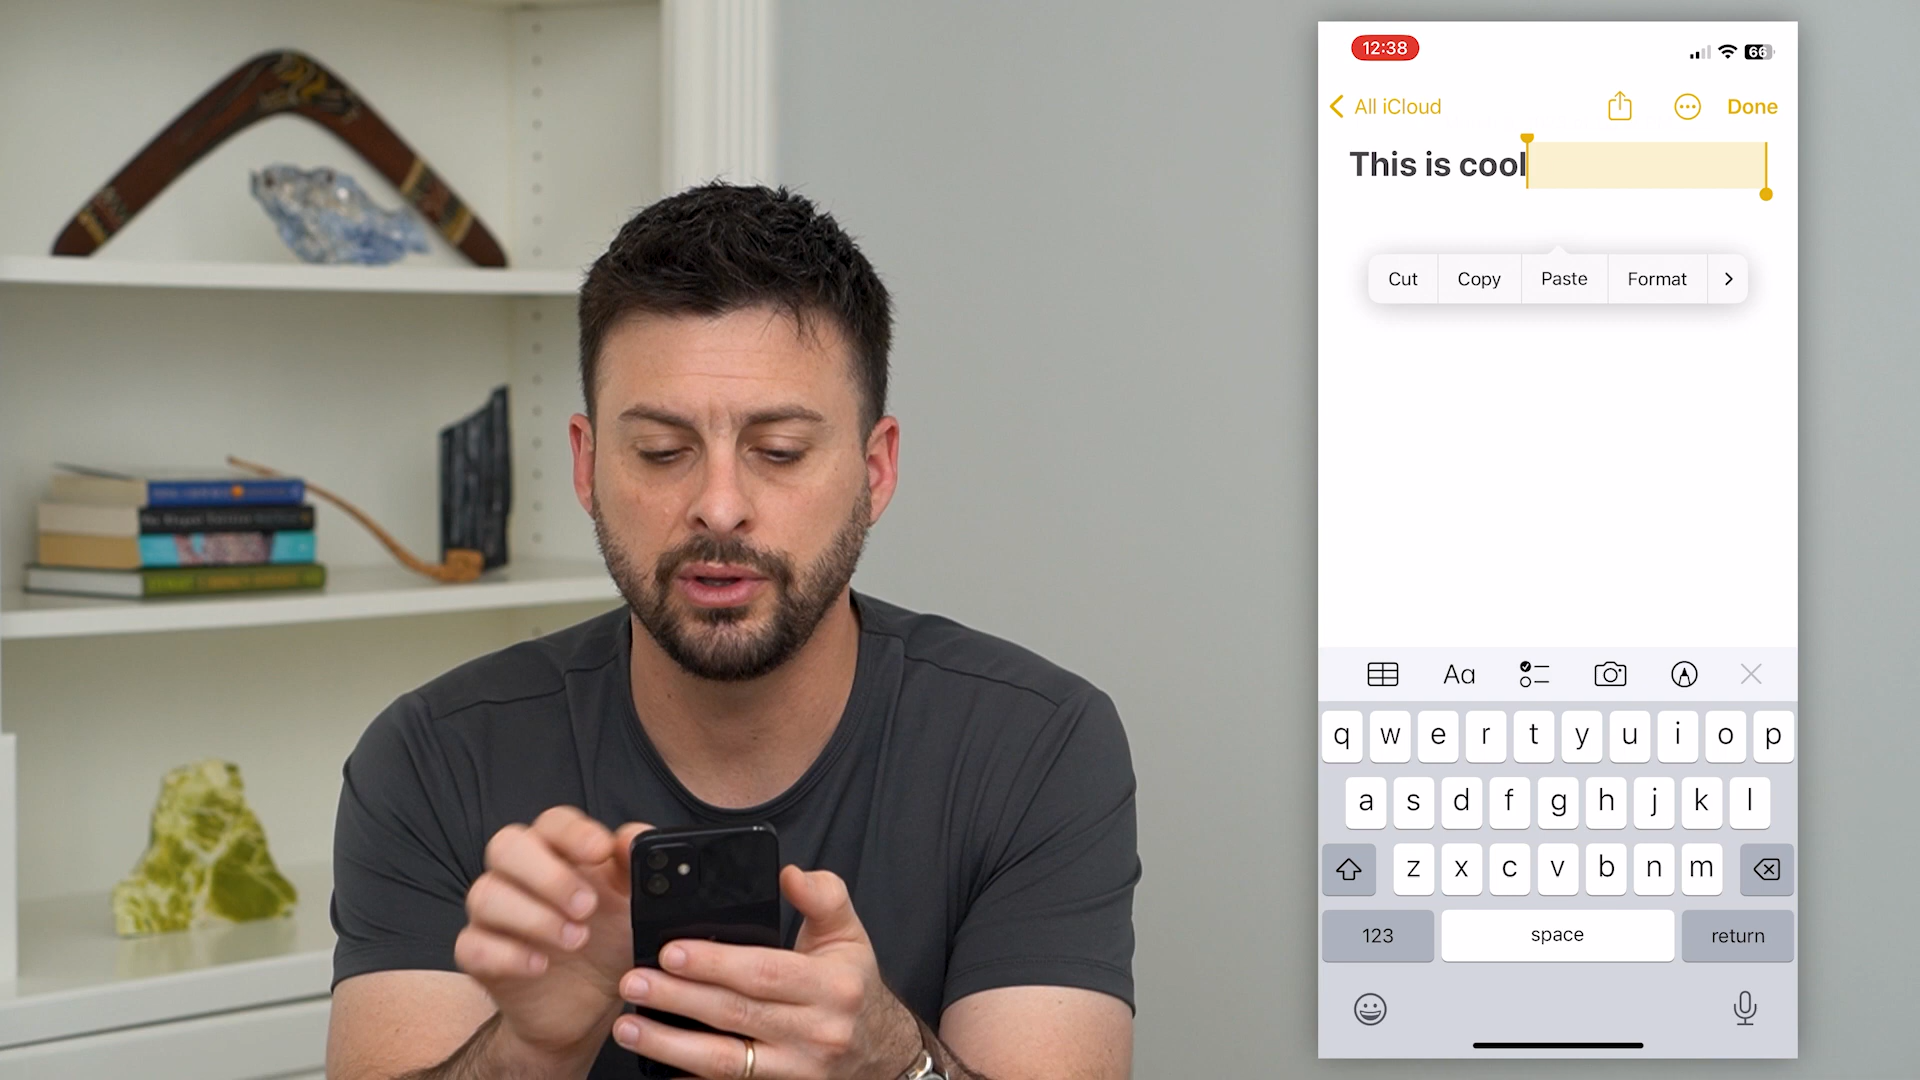 12:38
66
All iCloud
Done
This is cool
Cut Copy Paste Format
Aa
q w e r t y u i o p
a s d f g h j k l
z x c v b n m
123 space return